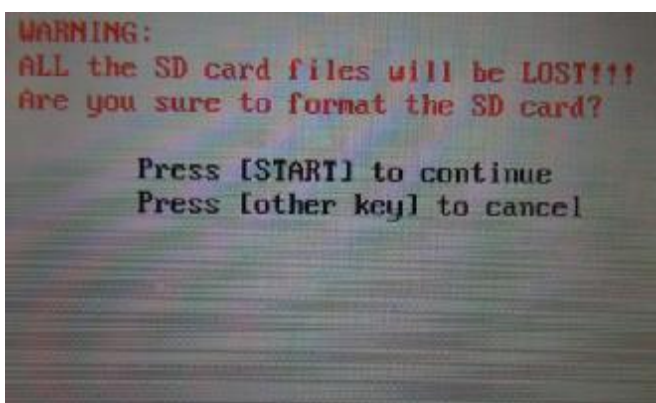 WARNING:
ALL the SD card files will be LOST!!!
Are you sure to format the SD card?
Press [START] to continue
Press [other key] to cancel